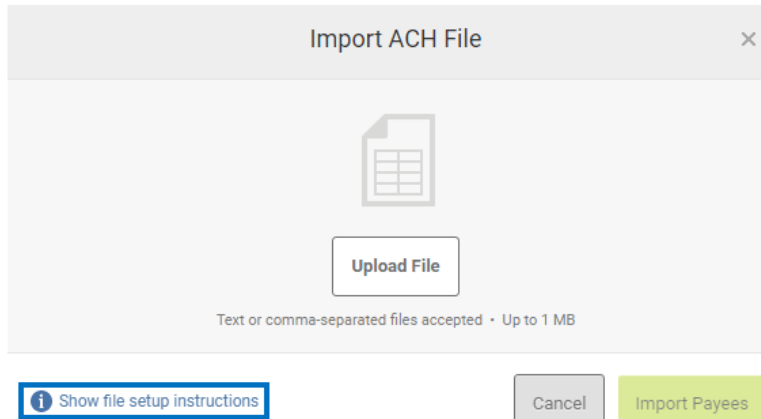 Import ACH File
Upload File
Text or comma-separated files accepted • Up to 1 MB
Show file setup instructions
Cancel
Import Payees